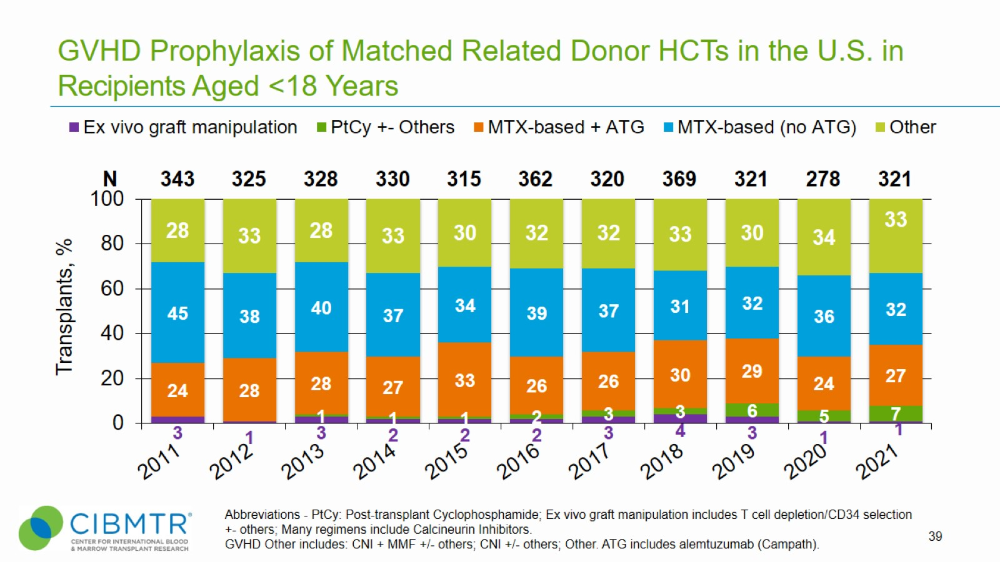 GVHD Prophylaxis of Matched Related Donor HCTs in the U.S. in
Recipients Aged <18 Years
Ex vivo graft manipulation PtCy +- Others MTX-based + ATG MTX-based (no ATG) Other
N 343 325 328 330 315 362 320 369 321 278 321
Transplants, %
100
80
60
40
20
0
28 33 28 33 30 32 32 33 30 34 33
45 38 40 37 34 39 37 31 32 36 32
24 28 28 27 33 26 26 30 29 24 27
1 1 1 2 3 3 6 5 7
3 1 3 2 2 2 3 4 3 1 1
2011 2012 2013 2014 2015 2016 2017 2018 2019 2020 2021
CIBMTR®
CENTER FOR INTERNATIONAL BLOOD
& MARROW TRANSPLANT RESEARCH
Abbreviations - PtCy: Post-transplant Cyclophosphamide; Ex vivo graft manipulation includes T cell depletion/CD34 selection
+- others; Many regimens include Calcineurin Inhibitors.
GVHD Other includes: CNI + MMF +/- others; CNI +/- others; Other. ATG includes alemtuzumab (Campath).
39